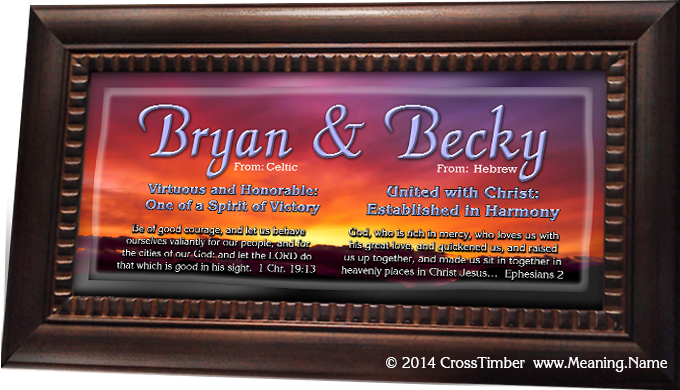 Bryan & Becky
From: Celtic
From: Hebrew
Virtuous and Honorable:
One of a Spirit of Victory
United with Christ:
Established in Harmony
Be of good courage, and let us behave
ourselves valiantly for our people, and for
the cities of our God: and let the LORD do
that which is good in his sight. 1 Chr. 19:13
God, who is rich in mercy, who loves us with
his great love, and quickened us, and raised
us up together, and made us sit in together in
heavenly places in Christ Jesus... Ephesians 2
© 2014 CrossTimber www.Meaning.Name